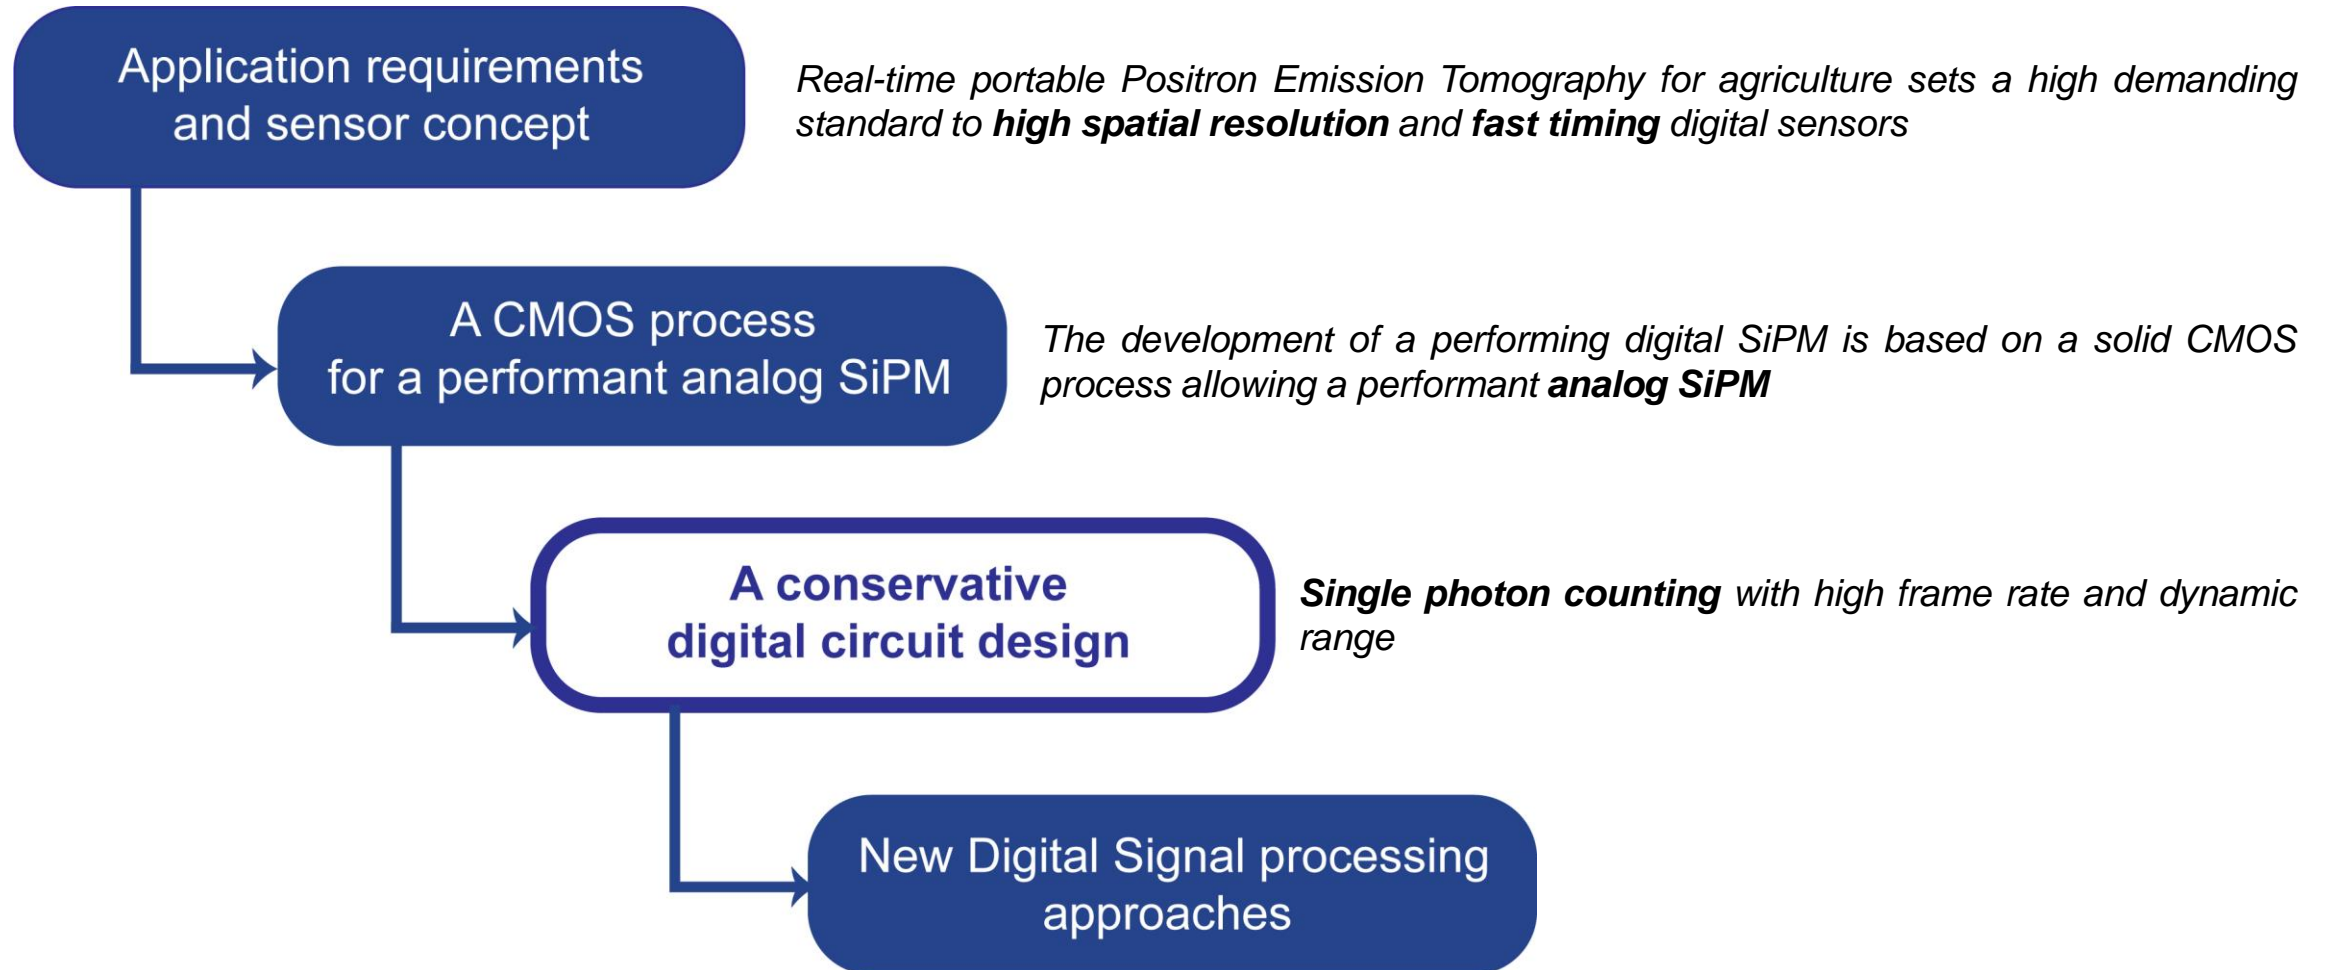 Application requirements
and sensor concept
Real-time portable Positron Emission Tomography for agriculture sets a high demanding
standard to high spatial resolution and fast timing digital sensors
A CMOS process
for a performant analog SiPM
The development of a performing digital SiPM is based on a solid CMOS
process allowing a performant analog SiPM
A conservative
digital circuit design
Single photon counting with high frame rate and dynamic
range
New Digital Signal processing
approaches